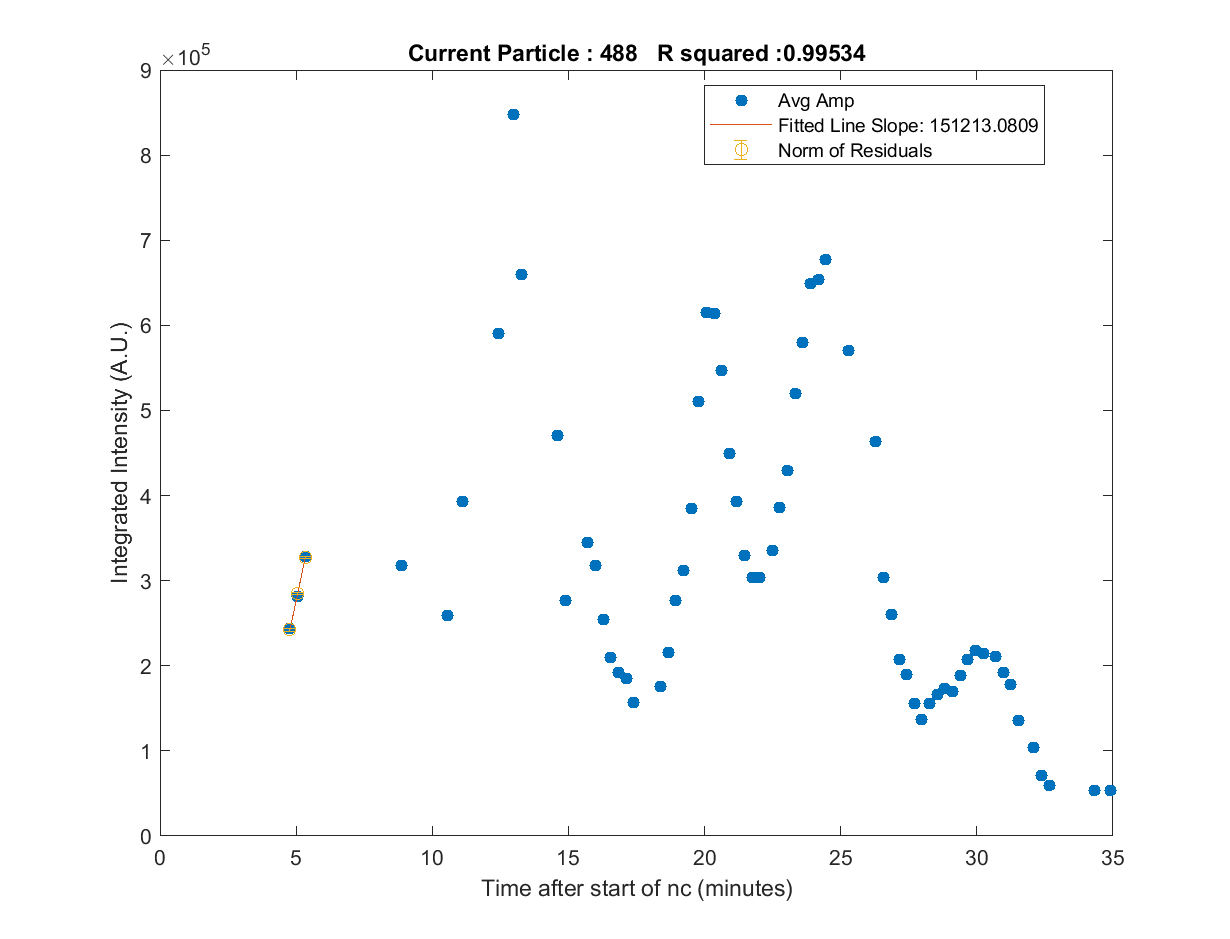 Current Particle : 488   R squared :0.99534
×10^5
9
8
7
6
5
4
3
2
1
0
Integrated Intensity (A.U.)
Avg Amp
Fitted Line Slope: 151213.0809
Norm of Residuals
0 5 10 15 20 25 30 35
Time after start of nc (minutes)